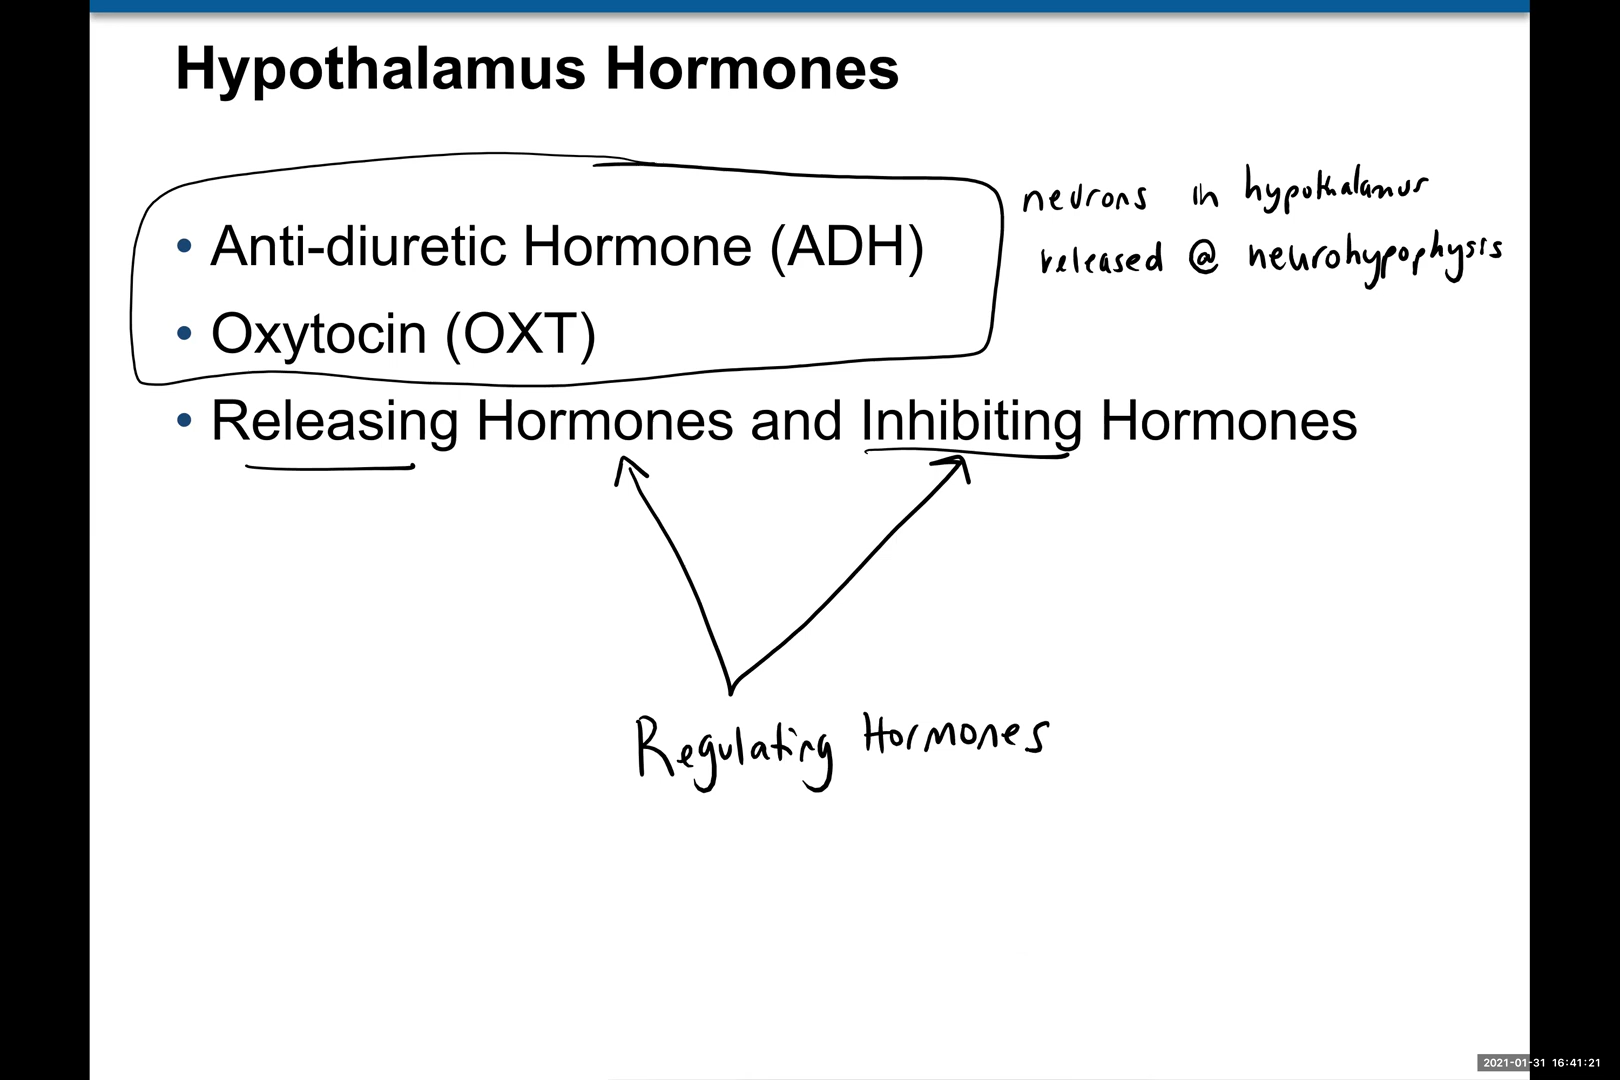 Hypothalamus Hormones
neurons in hypothalamus
• Anti-diuretic Hormone (ADH)
released @ neurohypophysis
• Oxytocin (OXT)
• Releasing Hormones and Inhibiting Hormones
Regulating Hormones
2021-01-31 16:41:21